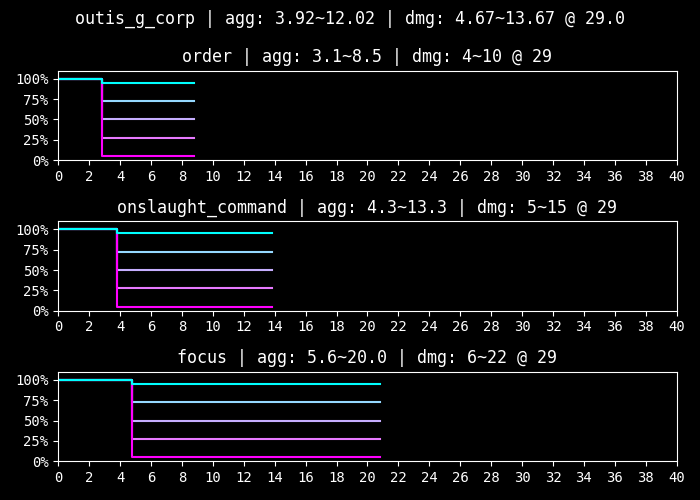 outis_g_corp | agg: 3.92~12.02 | dmg: 4.67~13.67 @ 29.0
order | agg: 3.1~8.5 | dmg: 4~10 @ 29
100%
75%
50%
25%
0%
0 2 4 6 8 10 12 14 16 18 20 22 24 26 28 30 32 34 36 38 40
onslaught_command | agg: 4.3~13.3 | dmg: 5~15 @ 29
100%
75%
50%
25%
0%
0 2 4 6 8 10 12 14 16 18 20 22 24 26 28 30 32 34 36 38 40
focus | agg: 5.6~20.0 | dmg: 6~22 @ 29
100%
75%
50%
25%
0%
0 2 4 6 8 10 12 14 16 18 20 22 24 26 28 30 32 34 36 38 40